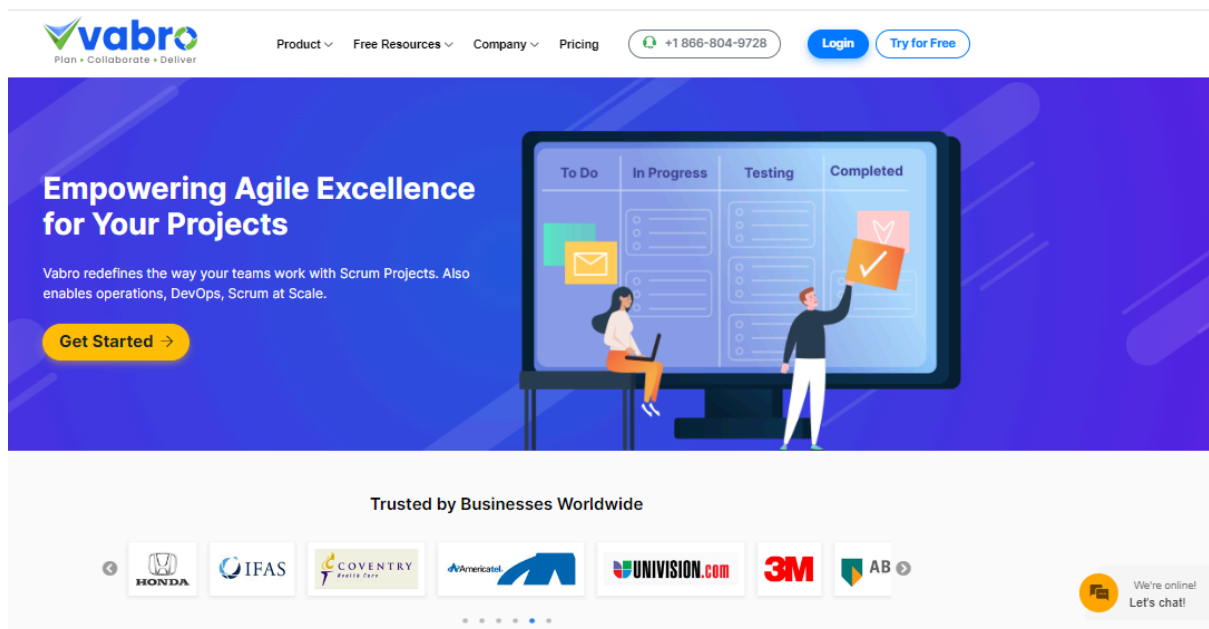 vabro
Plan • Collaborate • Deliver
Product
Free Resources
Company
Pricing
+1 866-804-9728
Login
Try for Free
Empowering Agile Excellence
for Your Projects
Vabro redefines the way your teams work with Scrum Projects. Also
enables operations, DevOps, Scrum at Scale.
Get Started →
To Do
In Progress
Testing
Completed
Trusted by Businesses Worldwide
HONDA
IFAS
COVENTRY
Health Care
Americatel
UNIVISION.com
3M
AB
We're online!
Let's chat!